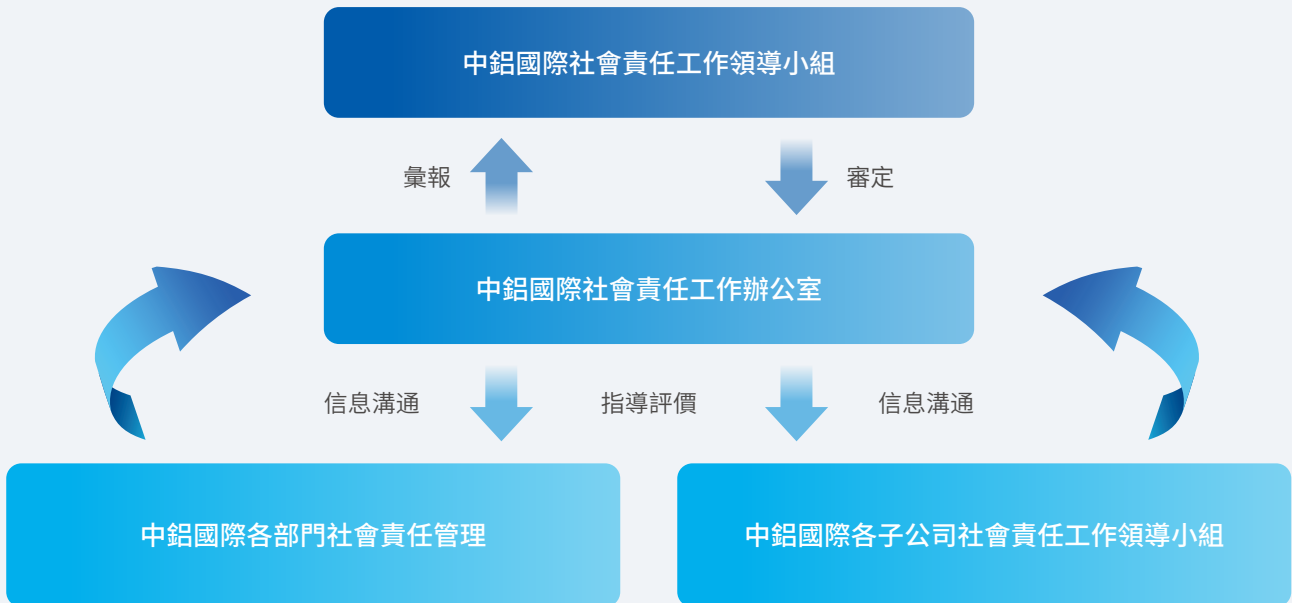 中鋁國際社會責任工作領導小組
彙報
審定
中鋁國際社會責任工作辦公室
信息溝通
指導評價
信息溝通
中鋁國際各部門社會責任管理
中鋁國際各子公司社會責任工作領導小組